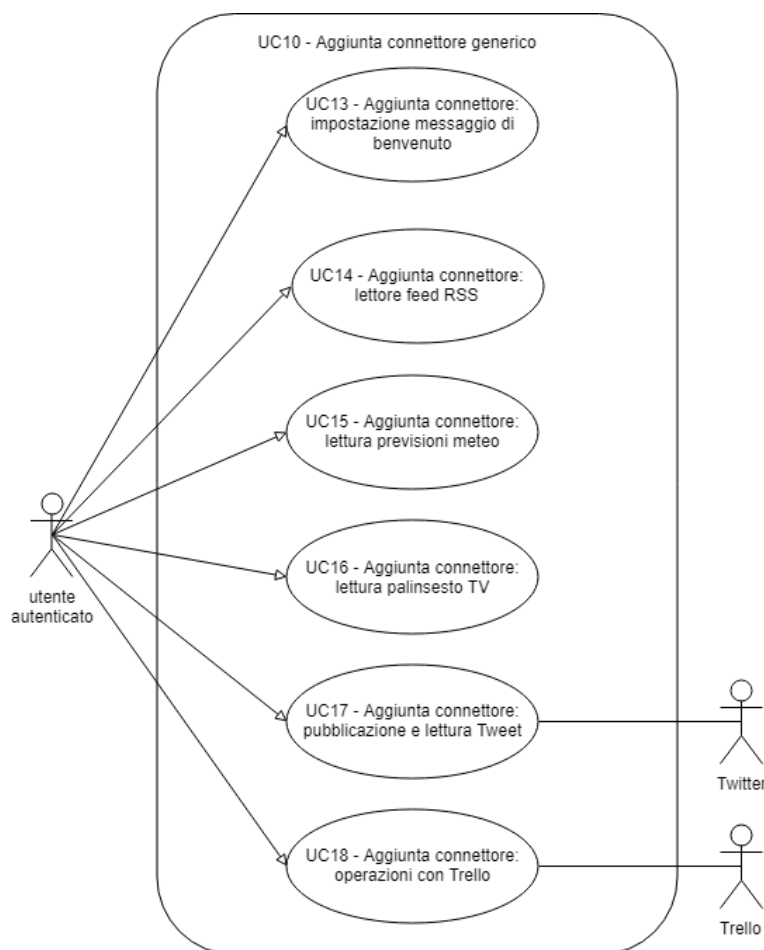 UC10 - Aggiunta connettore generico
UC13 - Aggiunta connettore:
impostazione messaggio di
benvenuto
UC14 - Aggiunta connettore:
lettore feed RSS
UC15 - Aggiunta connettore:
lettura previsioni meteo
UC16 - Aggiunta connettore:
lettura palinsesto TV
utente
autenticato
UC17 - Aggiunta connettore:
pubblicazione e lettura Tweet
Twitter
UC18 - Aggiunta connettore:
operazioni con Trello
Trello